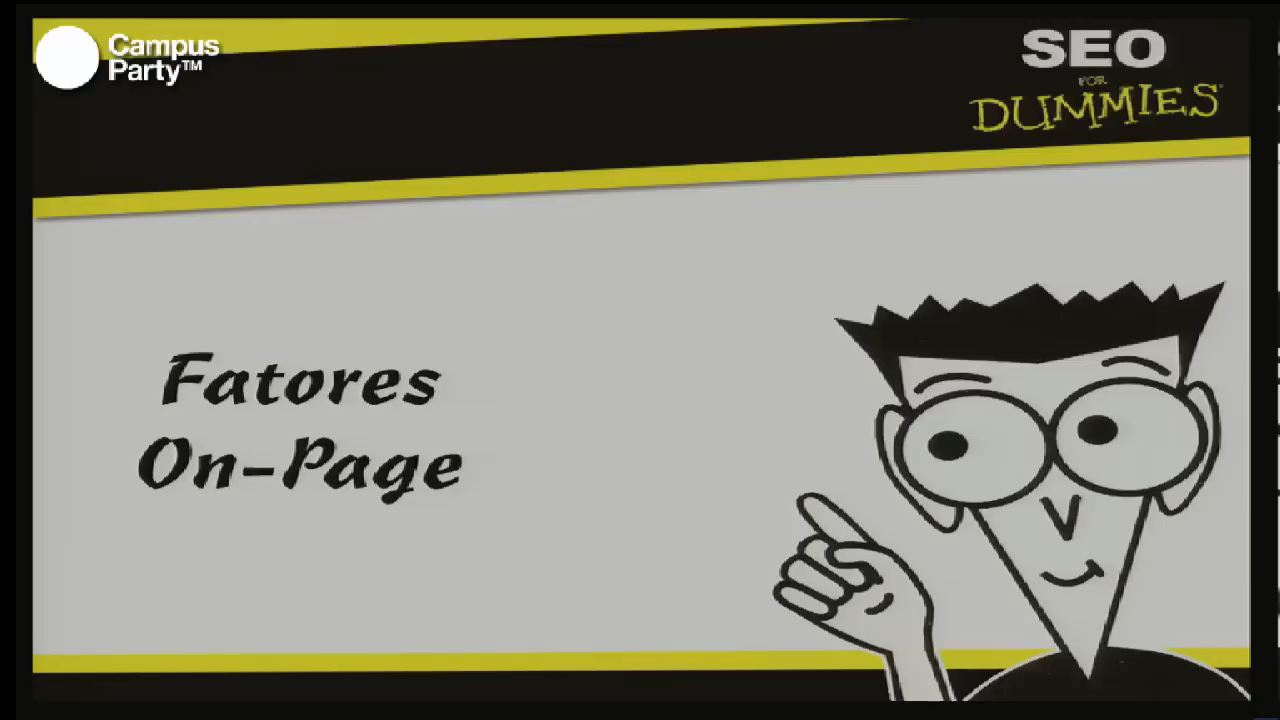 Campus
Party™
SEO
FOR
DUMMIES
Fatores
On-Page